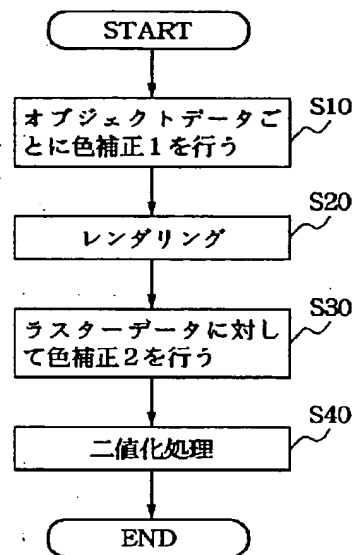 START
S10
オブジェクトデータご
とに色補正1を行う
S20
レンダリング
S30
ラスターデータに対し
て色補正2を行う
S40
二値化処理
END